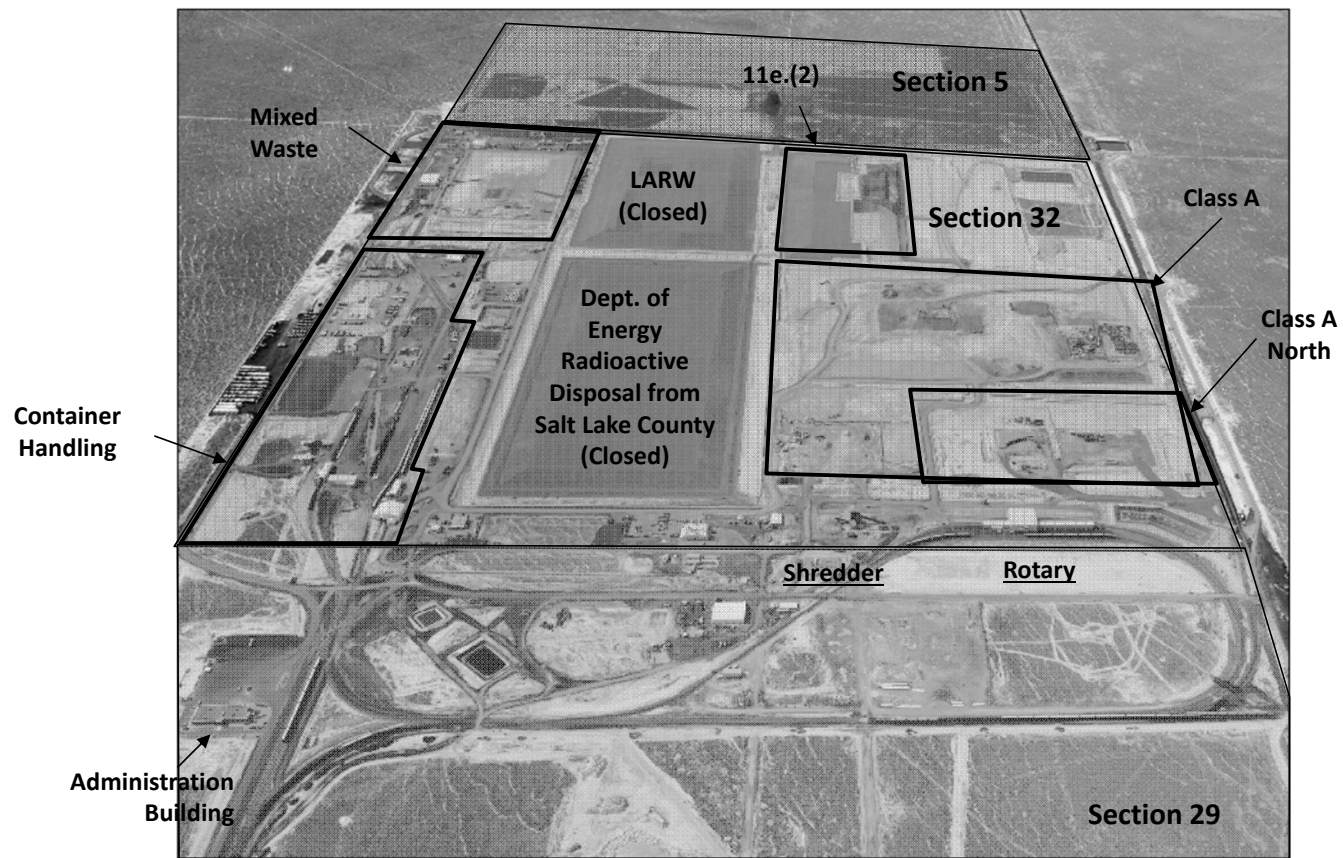 11e.(2)
Section 5
Mixed
Waste
LARW
(Closed)
Section 32
Class A
Class A
North
Dept. of
Energy
Radioactive
Disposal from
Salt Lake County
(Closed)
Container
Handling
Shredder
Rotary
Administration
Building
Section 29